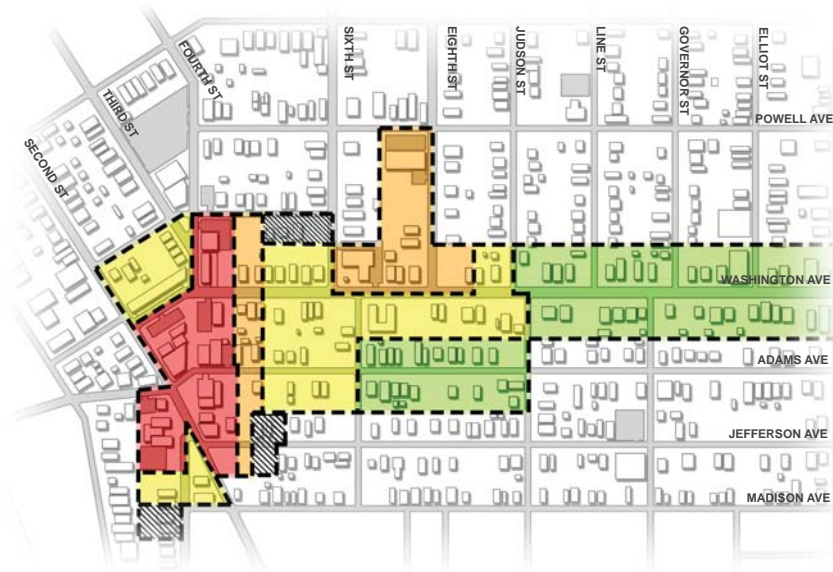 SECOND ST
THIRD ST
FOURTH ST
SIXTH ST
EIGHTH ST
JUDSON ST
LINE ST
GOVERNOR ST
ELLIOT ST
POWELL AVE
WASHINGTON AVE
ADAMS AVE
JEFFERSON AVE
MADISON AVE